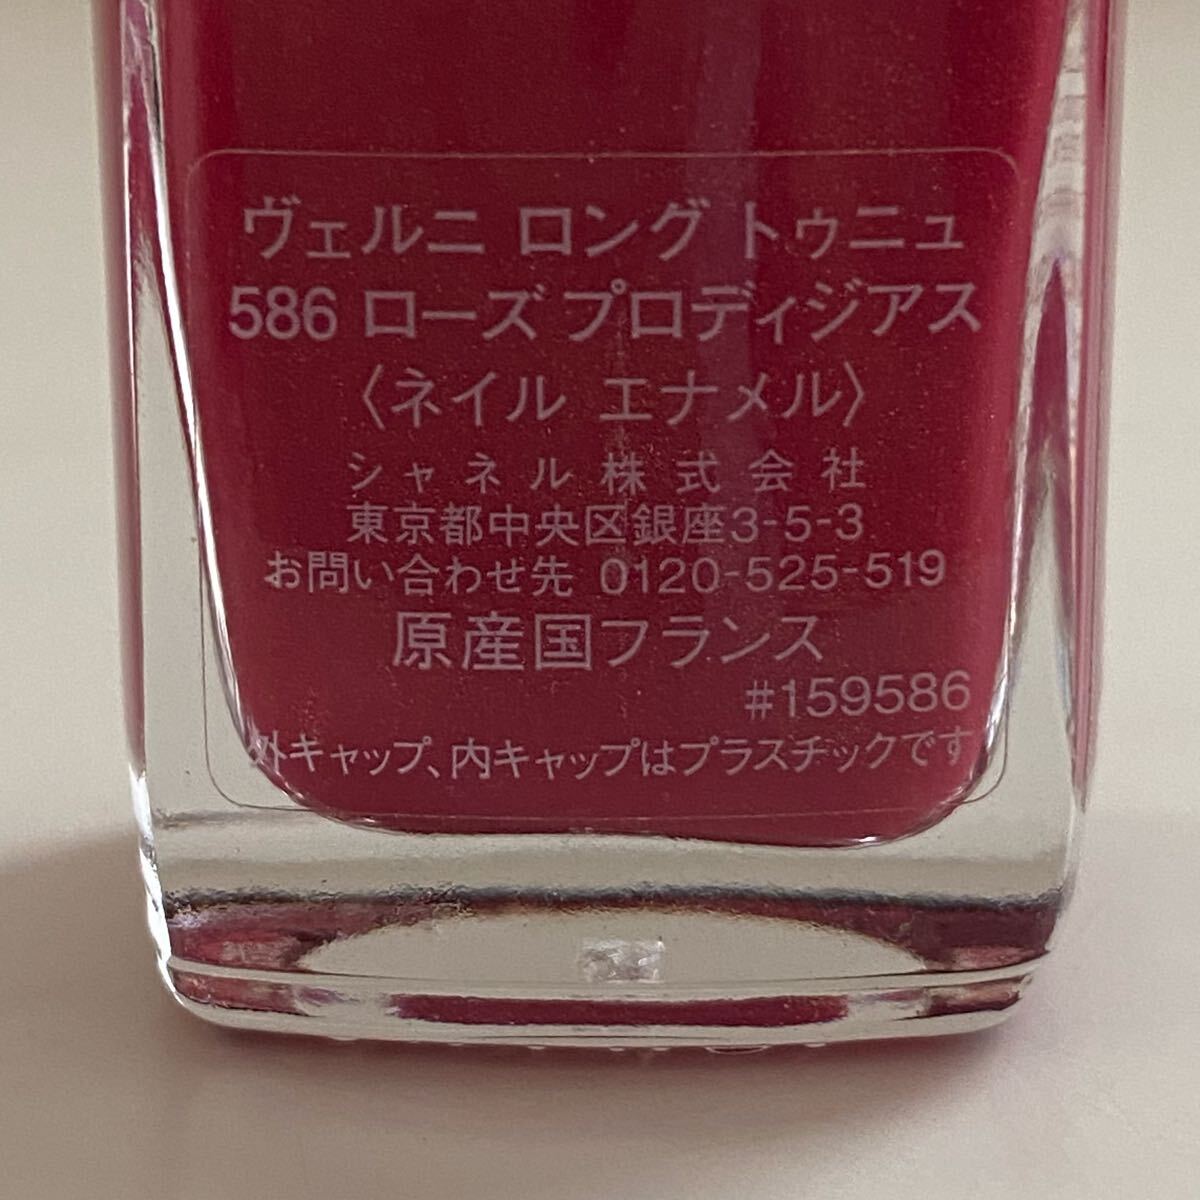 ヴェルニ ロング トゥニュ
586 ローズ プロディジアス
〈ネイル エナメル〉
シャネル株式会社
東京都中央区銀座3-5-3
お問い合わせ先 0120-525-519
原産国フランス
#159586
外キャップ、内キャップはプラスチックです